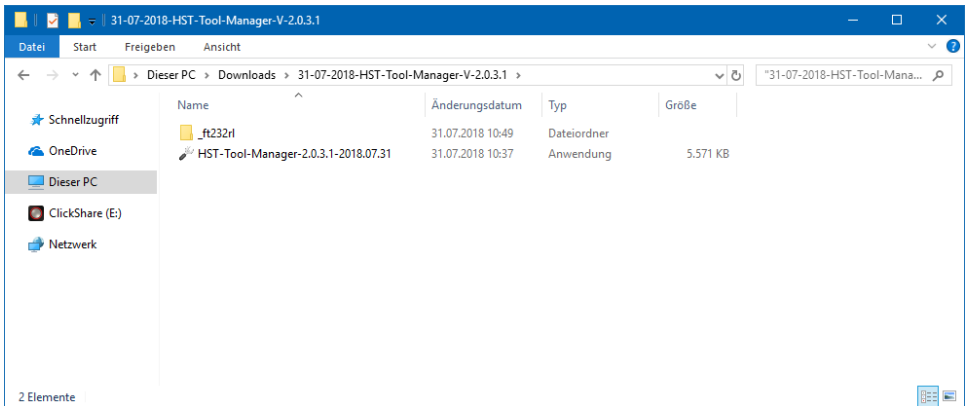 31-07-2018-HST-Tool-Manager-V-2.0.3.1
Datei Start Freigeben Ansicht
Dieser PC > Downloads > 31-07-2018-HST-Tool-Manager-V-2.0.3.1 > "31-07-2018-HST-Tool-Mana...
Name Änderungsdatum Typ Größe
Schnellzugriff
OneDrive
Dieser PC
ClickShare (E:)
Netzwerk
_ft232rl 31.07.2018 10:49 Dateiordner
HST-Tool-Manager-2.0.3.1-2018.07.31 31.07.2018 10:37 Anwendung 5.571 KB
2 Elemente